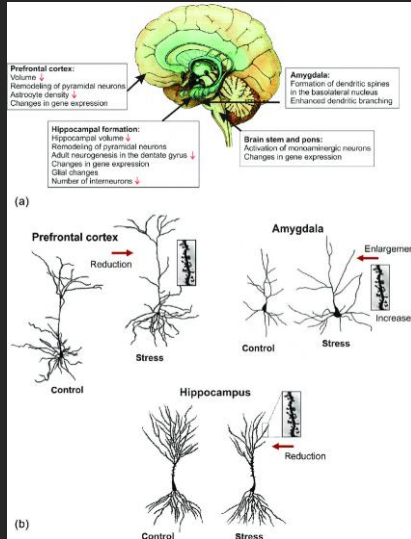 Prefrontal cortex:
Volume ↓
Remodeling of pyramidal neurons
Astrocyte density ↓
Changes in gene expression
Amygdala:
Formation of dendritic spines
in the basolateral nucleus
Enhanced dendritic branching
Hippocampal formation:
Hippocampal volume ↓
Remodeling of pyramidal neurons
Adult neurogenesis in the dentate gyrus ↓
Changes in gene expression
Glial changes
Number of interneurons ↓
Brain stem and pons:
Activation of monoaminergic neurons
Changes in gene expression
(a)
Prefrontal cortex
Reduction
Control
Stress
Amygdala
Enlargemen
Increase
Control
Stress
Hippocampus
Reduction
Control
Stress
(b)